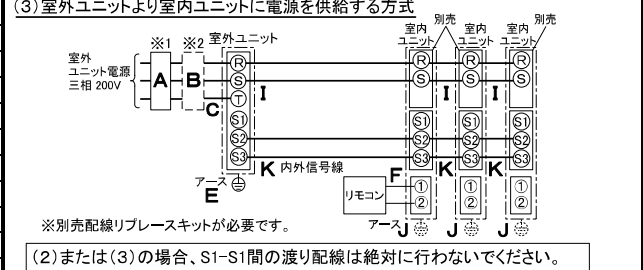 (3)室外ユニットより室内ユニットに電源を供給する方式
※1 ※2 室外ユニット
室内ユニット 別売 室内ユニット 室内ユニット 別売
室外
ユニット電源
三相 200V
A B C
R S T S1 S2 S3
I I I
R S S1 S2 S3 ① ②
R S S1 S2 S3 ① ②
R S S1 S2 S3 ① ②
K 内外信号線 K K
アース
E
F
リモコン
アース J J J
※別売配線リプレースキットが必要です。
(2)または(3)の場合、S1-S1間の渡り配線は絶対に行わないでください。